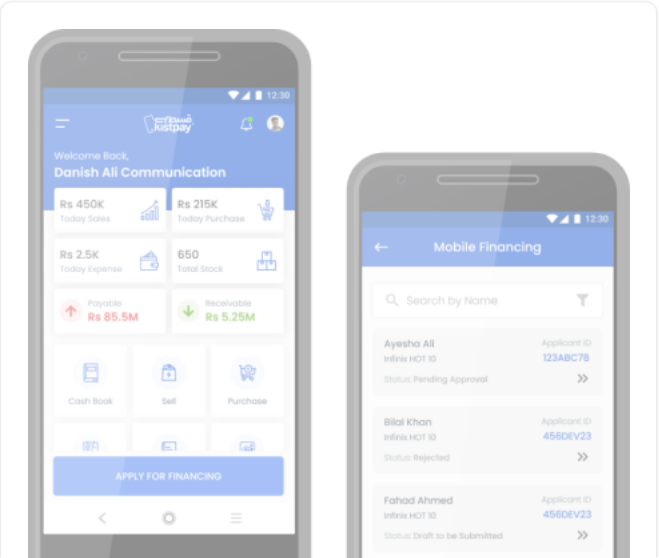 12:30
قسطپے
kistpay
Welcome Back,
Danish Ali Communication
Rs 450K
Today Sales
Rs 215K
Today Purchase
Rs 2.5K
Today Expense
650
Total Stock
Payable
Rs 85.5M
Receivable
Rs 5.25M
Cash Book
Sell
Purchase
APPLY FOR FINANCING
12:30
Mobile Financing
Search by Name
Ayesha Ali
Applicant ID
Infinix HOT 10
123ABC78
Status: Pending Approval
Bilal Khan
Applicant ID
Infinix HOT 10
456DEV23
Status: Rejected
Fahad Ahmed
Applicant ID
Infinix HOT 10
456DEV23
Status: Draft to be Submitted